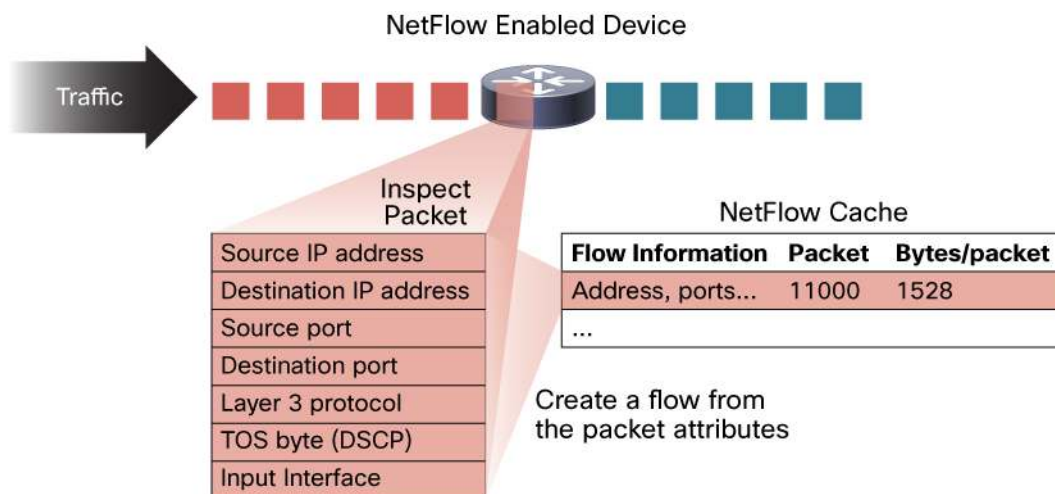 NetFlow Enabled Device
Traffic
Inspect
Packet
Source IP address
Destination IP address
Source port
Destination port
Layer 3 protocol
TOS byte (DSCP)
Input Interface
NetFlow Cache
Flow Information Packet Bytes/packet
Address, ports... 11000 1528
...
Create a flow from
the packet attributes